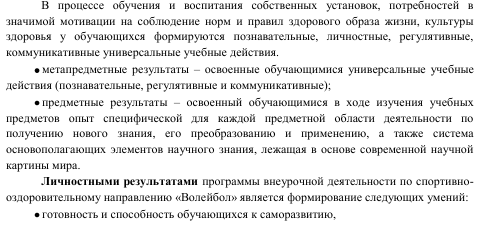 В процессе обучения и воспитания собственных установок, потребностей в
значимой мотивации на соблюдение норм и правил здорового образа жизни, культуры
здоровья у обучающихся формируются познавательные, личностные, регулятивные,
коммуникативные универсальные учебные действия.
● метапредметные результаты – освоенные обучающимися универсальные учебные
действия (познавательные, регулятивные и коммуникативные);
● предметные результаты – освоенный обучающимися в ходе изучения учебных
предметов опыт специфической для каждой предметной области деятельности по
получению нового знания, его преобразованию и применению, а также система
основополагающих элементов научного знания, лежащая в основе современной научной
картины мира.
Личностными результатами программы внеурочной деятельности по спортивно-
оздоровительному направлению «Волейбол» является формирование следующих умений:
● готовность и способность обучающихся к саморазвитию,